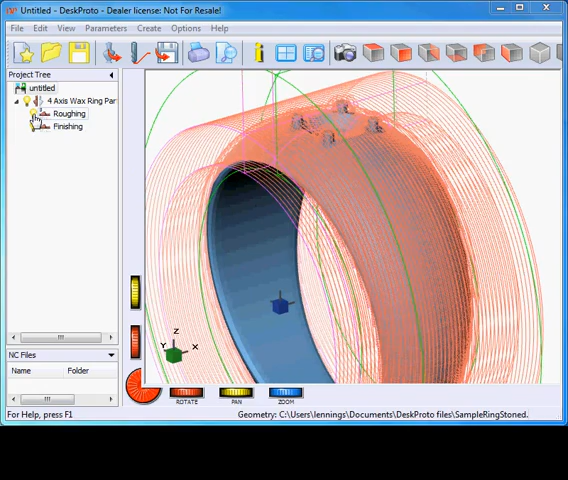 Untitled - DeskProto - Dealer license: Not For Resale!
File Edit View Parameters Create Options Help
Project Tree
untitled
4 Axis Wax Ring Par
Roughing
Finishing
NC Files
Name Folder
Z
Y X
ROTATE PAN ZOOM
For Help, press F1
Geometry: C:\Users\lennings\Documents\DeskProto files\SampleRingStoned.